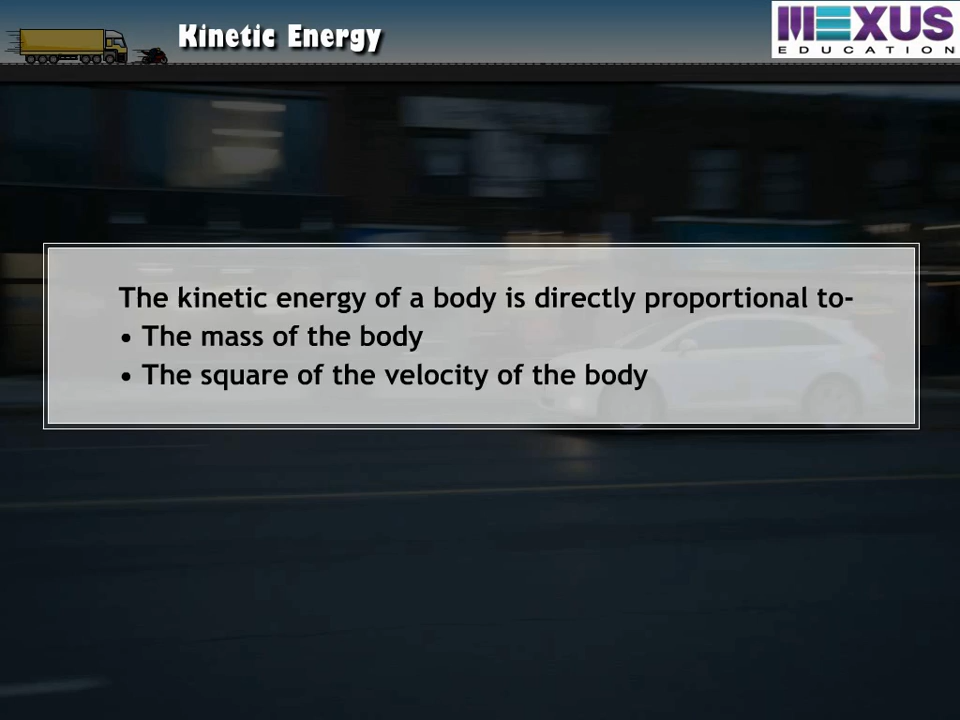 Kinetic Energy
MEXUS
EDUCATION
The kinetic energy of a body is directly proportional to-
• The mass of the body
• The square of the velocity of the body